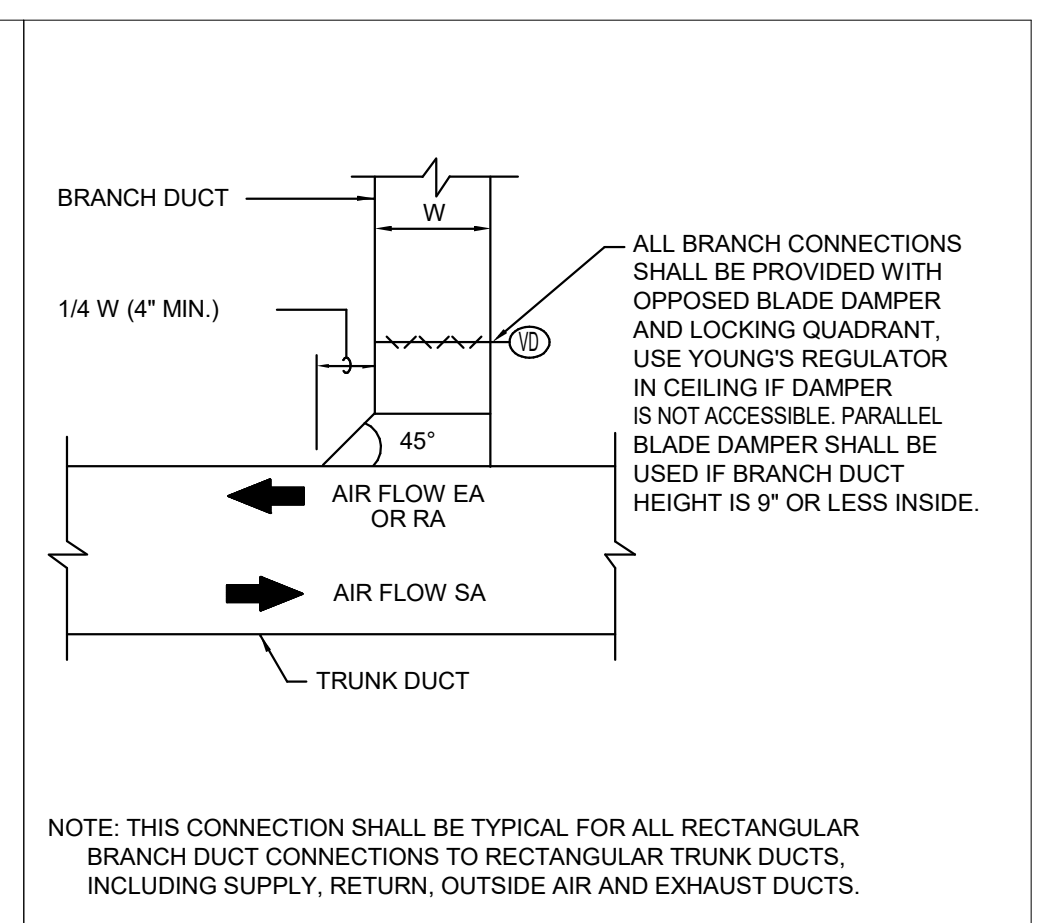 BRANCH DUCT
W
1/4 W (4" MIN.)
VD
ALL BRANCH CONNECTIONS
SHALL BE PROVIDED WITH
OPPOSED BLADE DAMPER
AND LOCKING QUADRANT,
USE YOUNG'S REGULATOR
IN CEILING IF DAMPER
IS NOT ACCESSIBLE. PARALLEL
BLADE DAMPER SHALL BE
USED IF BRANCH DUCT
HEIGHT IS 9" OR LESS INSIDE.
45°
AIR FLOW EA
OR RA
AIR FLOW SA
TRUNK DUCT
NOTE: THIS CONNECTION SHALL BE TYPICAL FOR ALL RECTANGULAR
BRANCH DUCT CONNECTIONS TO RECTANGULAR TRUNK DUCTS,
INCLUDING SUPPLY, RETURN, OUTSIDE AIR AND EXHAUST DUCTS.